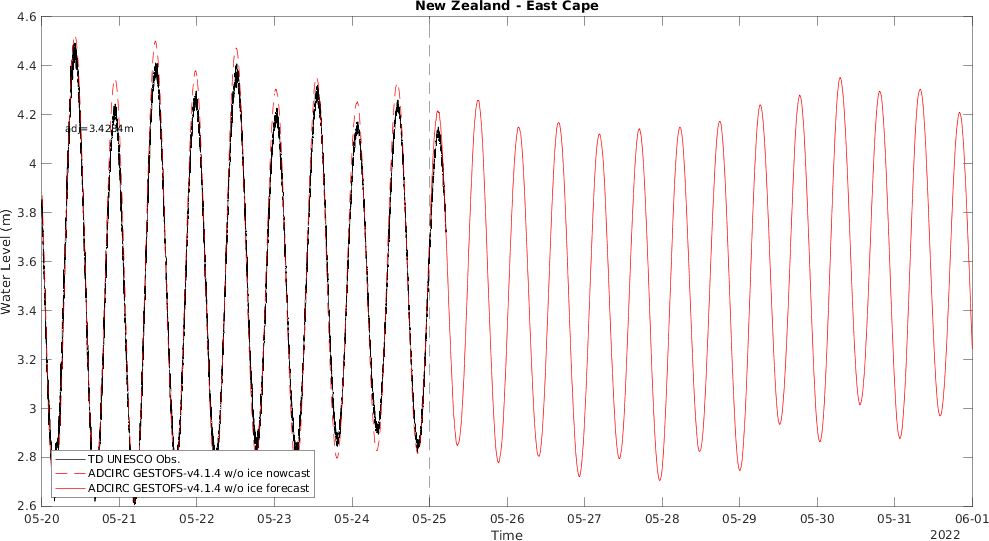 New Zealand - East Cape
4.6
4.4
4.2
4
3.8
3.6
3.4
3.2
3
2.8
2.6
Water Level (m)
adj=3.4234m
TD UNESCO Obs.
ADCIRC GESTOFS-v4.1.4 w/o ice nowcast
ADCIRC GESTOFS-v4.1.4 w/o ice forecast
05-20 05-21 05-22 05-23 05-24 05-25 05-26 05-27 05-28 05-29 05-30 05-31 06-01
Time
2022